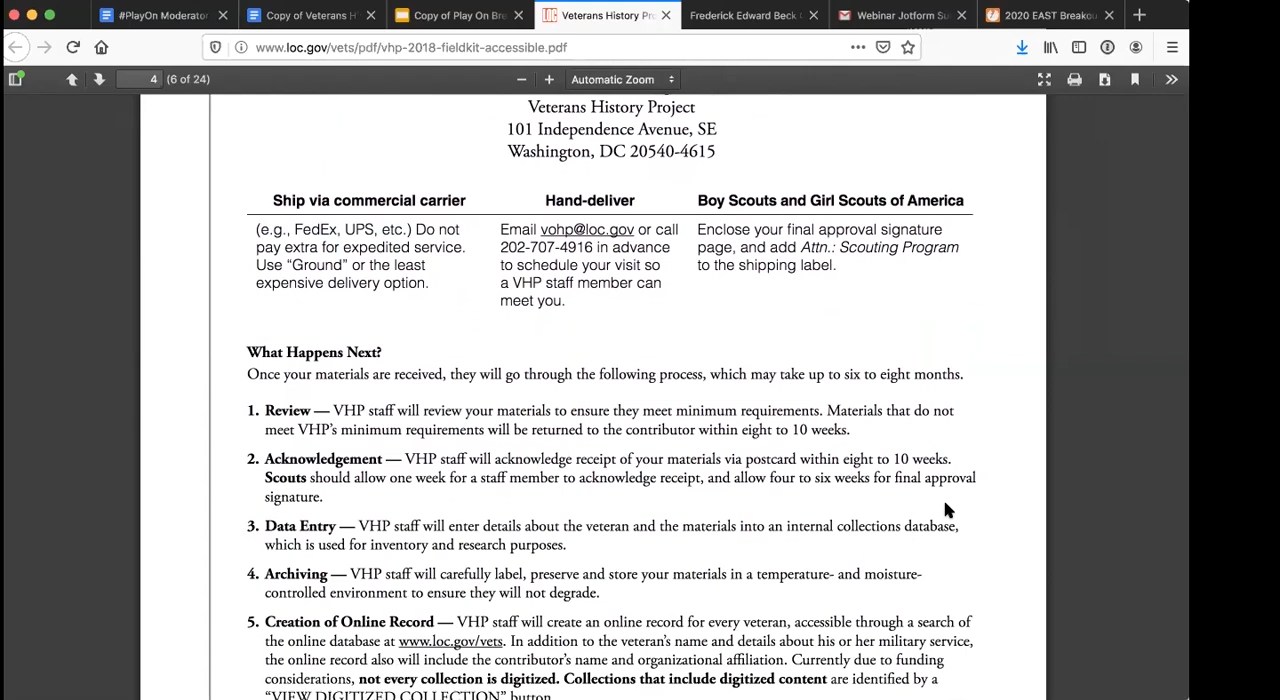 #PlayOn Moderator
Copy of Veterans H
Copy of Play On Bre
Veterans History Pro
Frederick Edward Beck
Webinar Jotform Su
2020 EAST Breakou
www.loc.gov/vets/pdf/vhp-2018-fieldkit-accessible.pdf
4 (6 of 24)
Automatic Zoom
Veterans History Project
101 Independence Avenue, SE
Washington, DC 20540-4615
Ship via commercial carrier
(e.g., FedEx, UPS, etc.) Do not
pay extra for expedited service.
Use “Ground” or the least
expensive delivery option.
Hand-deliver
Email vohp@loc.gov or call
202-707-4916 in advance
to schedule your visit so
a VHP staff member can
meet you.
Boy Scouts and Girl Scouts of America
Enclose your final approval signature
page, and add Attn.: Scouting Program
to the shipping label.
What Happens Next?
Once your materials are received, they will go through the following process, which may take up to six to eight months.
1. Review — VHP staff will review your materials to ensure they meet minimum requirements. Materials that do not
meet VHP’s minimum requirements will be returned to the contributor within eight to 10 weeks.
2. Acknowledgement — VHP staff will acknowledge receipt of your materials via postcard within eight to 10 weeks.
Scouts should allow one week for a staff member to acknowledge receipt, and allow four to six weeks for final approval
signature.
3. Data Entry — VHP staff will enter details about the veteran and the materials into an internal collections database,
which is used for inventory and research purposes.
4. Archiving — VHP staff will carefully label, preserve and store your materials in a temperature- and moisture-
controlled environment to ensure they will not degrade.
5. Creation of Online Record — VHP staff will create an online record for every veteran, accessible through a search of
the online database at www.loc.gov/vets. In addition to the veteran’s name and details about his or her military service,
the online record also will include the contributor’s name and organizational affiliation. Currently due to funding
considerations, not every collection is digitized. Collections that include digitized content are identified by a
“VIEW DIGITIZED COLLECTION” button.